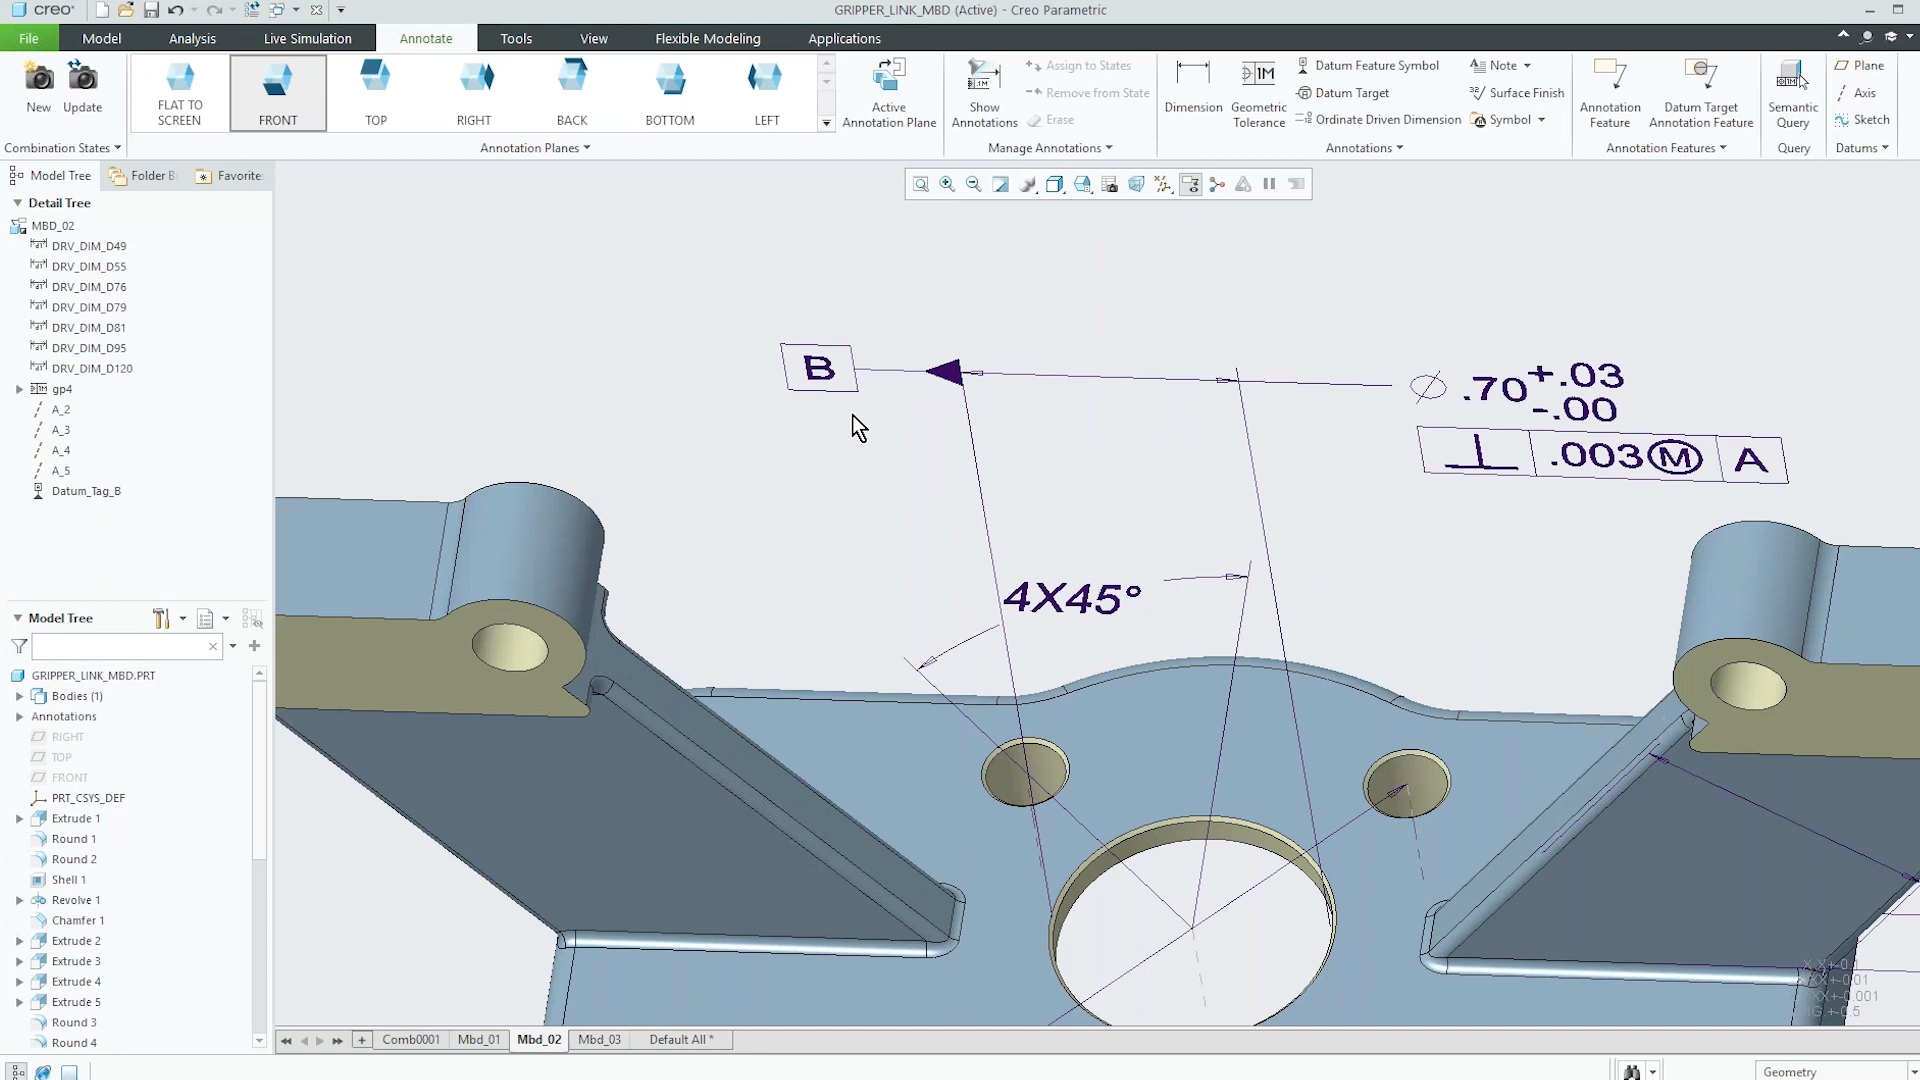 creo
GRIPPER_LINK_MBD (Active) - Creo Parametric
File Model Analysis Live Simulation Annotate Tools View Flexible Modeling Applications
New Update
Combination States
FLAT TO SCREEN
FRONT
TOP
RIGHT
BACK
BOTTOM
LEFT
Annotation Planes
Active Annotation Plane
Show Annotations
Assign to States
Remove from State
Erase
Manage Annotations
Dimension
Geometric Tolerance
Datum Feature Symbol
Datum Target
Ordinate Driven Dimension
Note
Surface Finish
Symbol
Annotations
Annotation Feature
Datum Target Annotation Feature
Annotation Features
Semantic Query
Query
Plane
Axis
Sketch
Datums
Model Tree Folder B Favorite
Detail Tree
MBD_02
DRV_DIM_D49
DRV_DIM_D55
DRV_DIM_D76
DRV_DIM_D79
DRV_DIM_D81
DRV_DIM_D95
DRV_DIM_D120
gp4
A_2
A_3
A_4
A_5
Datum_Tag_B
Model Tree
GRIPPER_LINK_MBD.PRT
Bodies (1)
Annotations
RIGHT
TOP
FRONT
PRT_CSYS_DEF
Extrude 1
Round 1
Round 2
Shell 1
Revolve 1
Chamfer 1
Extrude 2
Extrude 3
Extrude 4
Extrude 5
Round 3
Round 4
B
∅ .70 +.03
-.00
⊥ .003 Ⓜ A
4X45°
Comb0001 Mbd_01 Mbd_02 Mbd_03 Default All *
Geometry